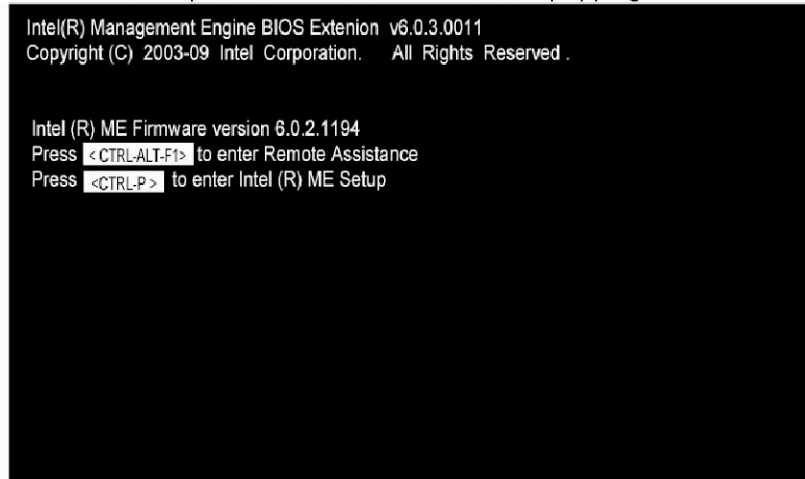 Intel(R) Management Engine BIOS Extenion v6.0.3.0011
Copyright (C) 2003-09 Intel Corporation. All Rights Reserved .
Intel (R) ME Firmware version 6.0.2.1194
Press <CTRL-ALT-F1> to enter Remote Assistance
Press <CTRL-P> to enter Intel (R) ME Setup